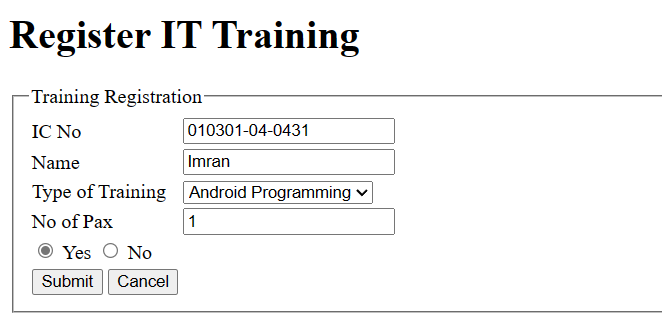 Register IT Training
Training Registration
IC No 010301-04-0431
Name Imran
Type of Training Android Programming
No of Pax 1
Yes No
Submit Cancel